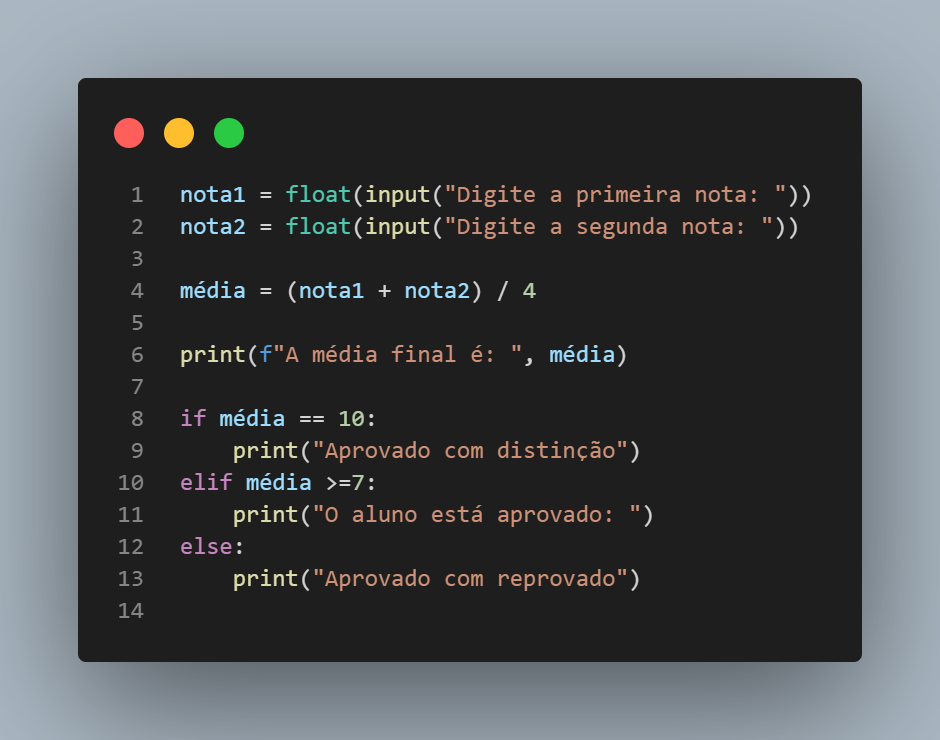 1 nota1 = float(input("Digite a primeira nota: "))
2 nota2 = float(input("Digite a segunda nota: "))
3
4 média = (nota1 + nota2) / 4
5
6 print(f"A média final é: ", média)
7
8 if média == 10:
9     print("Aprovado com distinção")
10 elif média >=7:
11     print("O aluno está aprovado: ")
12 else:
13     print("Aprovado com reprovado")
14